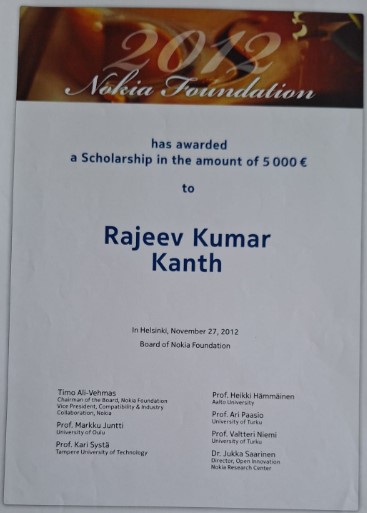 2012
Nokia Foundation
has awarded
a Scholarship in the amount of 5 000 €
to
Rajeev Kumar
Kanth
In Helsinki, November 27, 2012
Board of Nokia Foundation
Timo Ali-Vehmas
Chairman of the Board, Nokia Foundation
Vice President, Compatibility & Industry
Collaboration, Nokia
Prof. Markku Juntti
University of Oulu
Prof. Kari Systä
Tampere University of Technology
Prof. Heikki Hämmäinen
Aalto University
Prof. Ari Paasio
University of Turku
Prof. Valtteri Niemi
University of Turku
Dr. Jukka Saarinen
Director, Open Innovation
Nokia Research Center